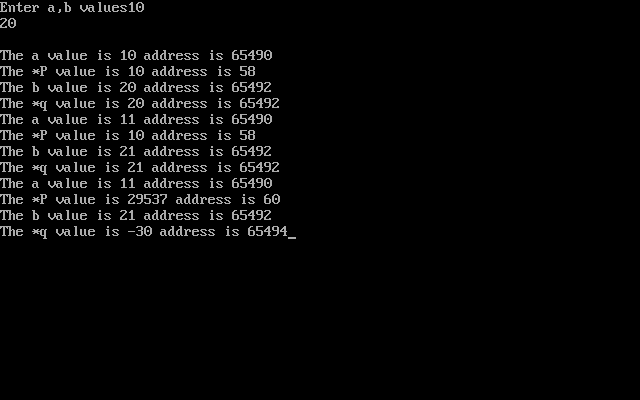 Enter a,b values10
20
The a value is 10 address is 65490
The *P value is 10 address is 58
The b value is 20 address is 65492
The *q value is 20 address is 65492
The a value is 11 address is 65490
The *P value is 10 address is 58
The b value is 21 address is 65492
The *q value is 21 address is 65492
The a value is 11 address is 65490
The *P value is 29537 address is 60
The b value is 21 address is 65492
The *q value is -30 address is 65494_